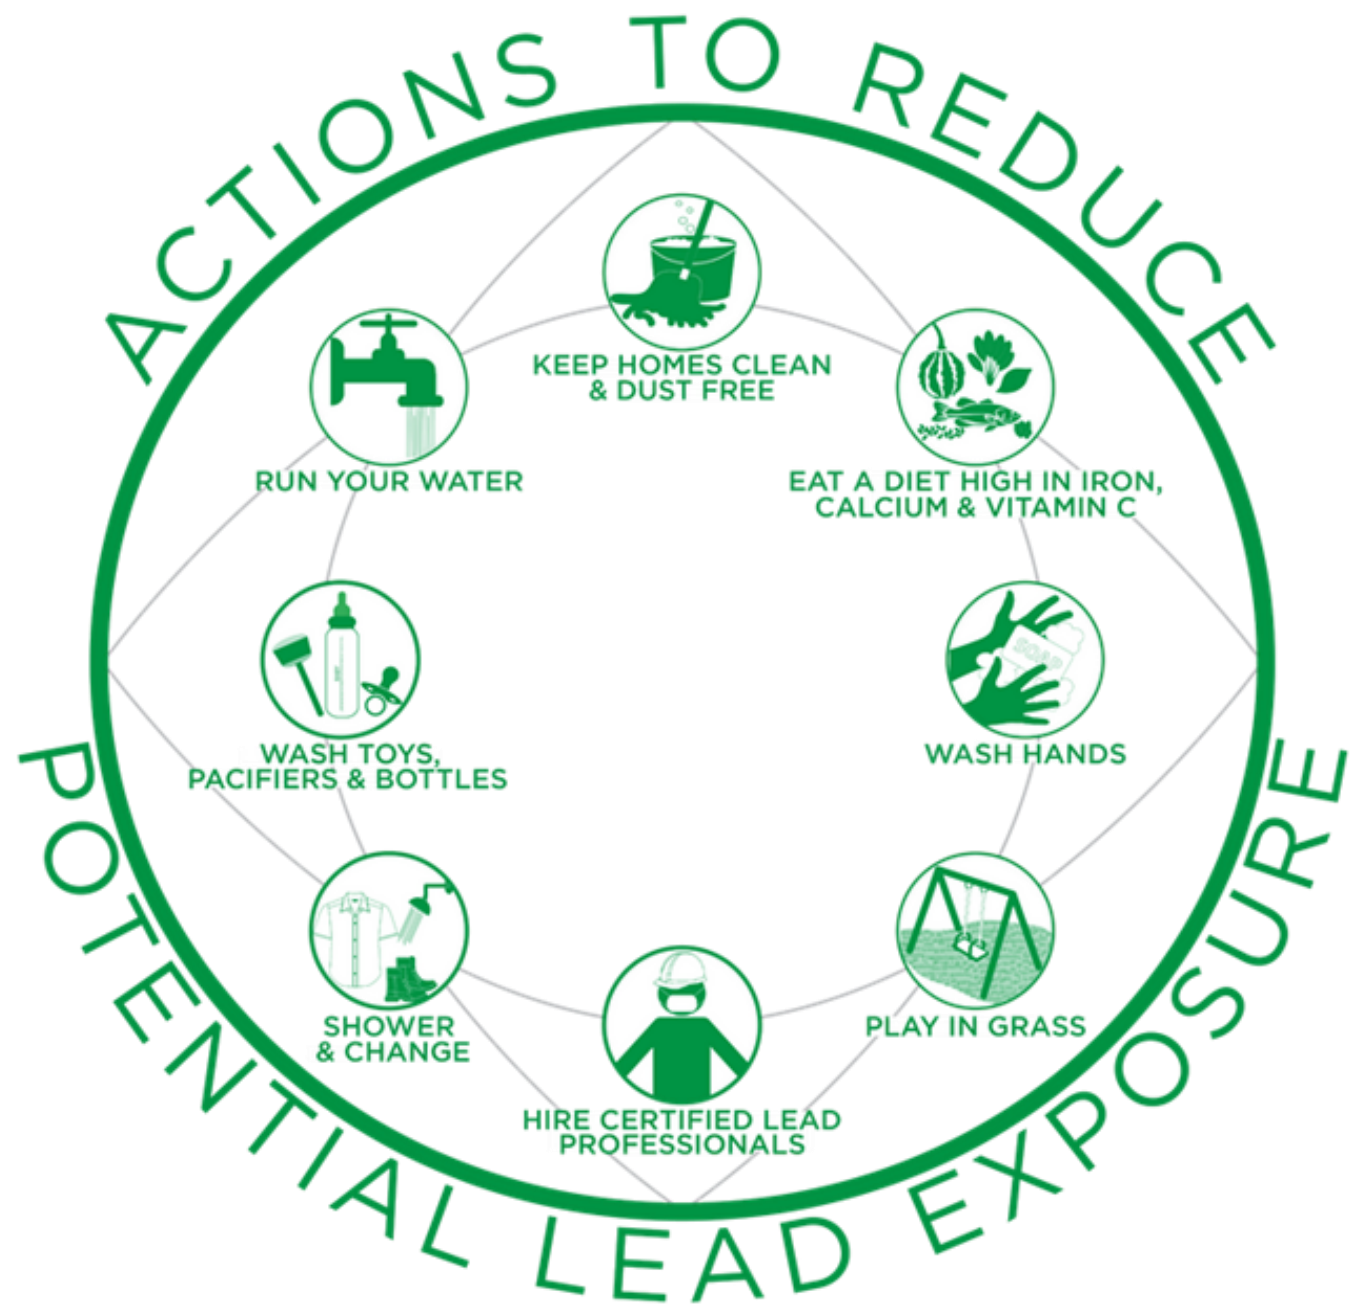 ACTIONS TO REDUCE
KEEP HOMES CLEAN
& DUST FREE
EAT A DIET HIGH IN IRON,
CALCIUM & VITAMIN C
WASH HANDS
SOAP
PLAY IN GRASS
HIRE CERTIFIED LEAD
PROFESSIONALS
SHOWER
& CHANGE
WASH TOYS,
PACIFIERS & BOTTLES
RUN YOUR WATER
POTENTIAL LEAD EXPOSURE